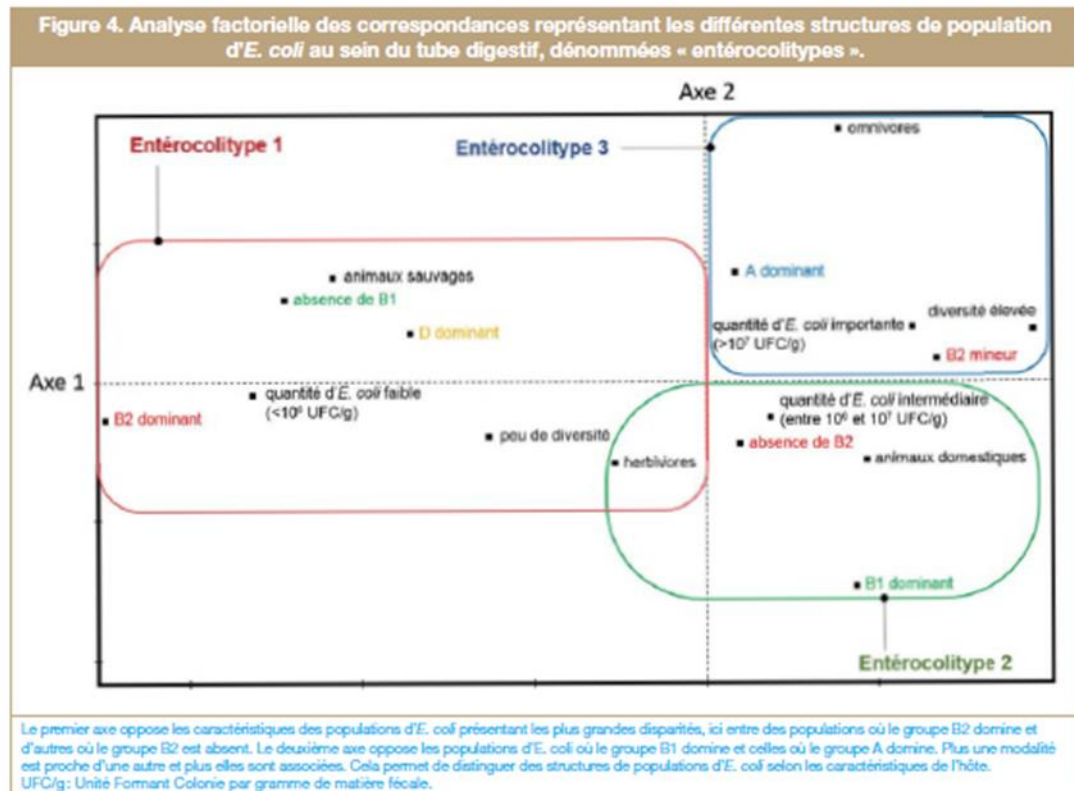 Figure 4. Analyse factorielle des correspondances représentant les différentes structures de population
d'E. coli au sein du tube digestif, dénommées « entérocolitypes ».
Axe 2
Entérocolitype 1
Entérocolitype 3
omnivores
animaux sauvages
absence de B1
D dominant
A dominant
diversité élevée
quantité d'E. coli importante
(>10⁷ UFC/g)
B2 mineur
Axe 1
quantité d'E. coli faible
(<10⁶ UFC/g)
B2 dominant
peu de diversité
herbivores
quantité d'E. coli intermédiaire
(entre 10⁶ et 10⁷ UFC/g)
absence de B2
animaux domestiques
B1 dominant
Entérocolitype 2
Le premier axe oppose les caractéristiques des populations d'E. coli présentant les plus grandes disparités, ici entre des populations où le groupe B2 domine et
d'autres où le groupe B2 est absent. Le deuxième axe oppose les populations d'E. coli où le groupe B1 domine et celles où le groupe A domine. Plus une modalité
est proche d'une autre et plus elles sont associées. Cela permet de distinguer des structures de populations d'E. coli selon les caractéristiques de l'hôte.
UFC/g : Unité Formant Colonie par gramme de matière fécale.